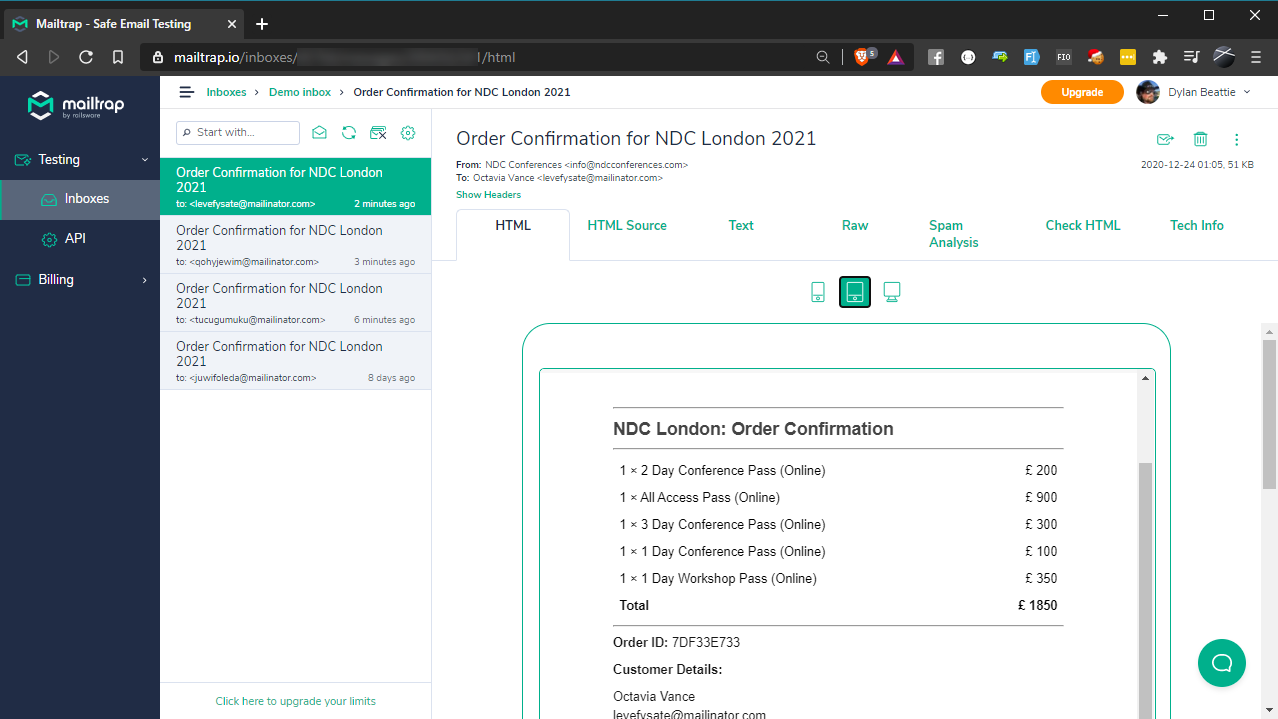 Mailtrap - Safe Email Testing
mailtrap.io/inboxes/ l/html
5
FIO
mailtrap
by railsware
Testing
Inboxes
API
Billing
Inboxes > Demo inbox > Order Confirmation for NDC London 2021
Upgrade
Dylan Beattie
Start with...
Order Confirmation for NDC London
2021
to: <levefysate@mailinator.com> 2 minutes ago
Order Confirmation for NDC London
2021
to: <qohyjewim@mailinator.com> 3 minutes ago
Order Confirmation for NDC London
2021
to: <tucugumuku@mailinator.com> 6 minutes ago
Order Confirmation for NDC London
2021
to: <juwifoleda@mailinator.com> 8 days ago
Click here to upgrade your limits
Order Confirmation for NDC London 2021
From: NDC Conferences <info@ndcconferences.com>
2020-12-24 01:05, 51 KB
To: Octavia Vance <levefysate@mailinator.com>
Show Headers
HTML
HTML Source
Text
Raw
Spam
Analysis
Check HTML
Tech Info
NDC London: Order Confirmation
1 × 2 Day Conference Pass (Online) £ 200
1 × All Access Pass (Online) £ 900
1 × 3 Day Conference Pass (Online) £ 300
1 × 1 Day Conference Pass (Online) £ 100
1 × 1 Day Workshop Pass (Online) £ 350
Total £ 1850
Order ID: 7DF33E733
Customer Details:
Octavia Vance
levefysate@mailinator.com